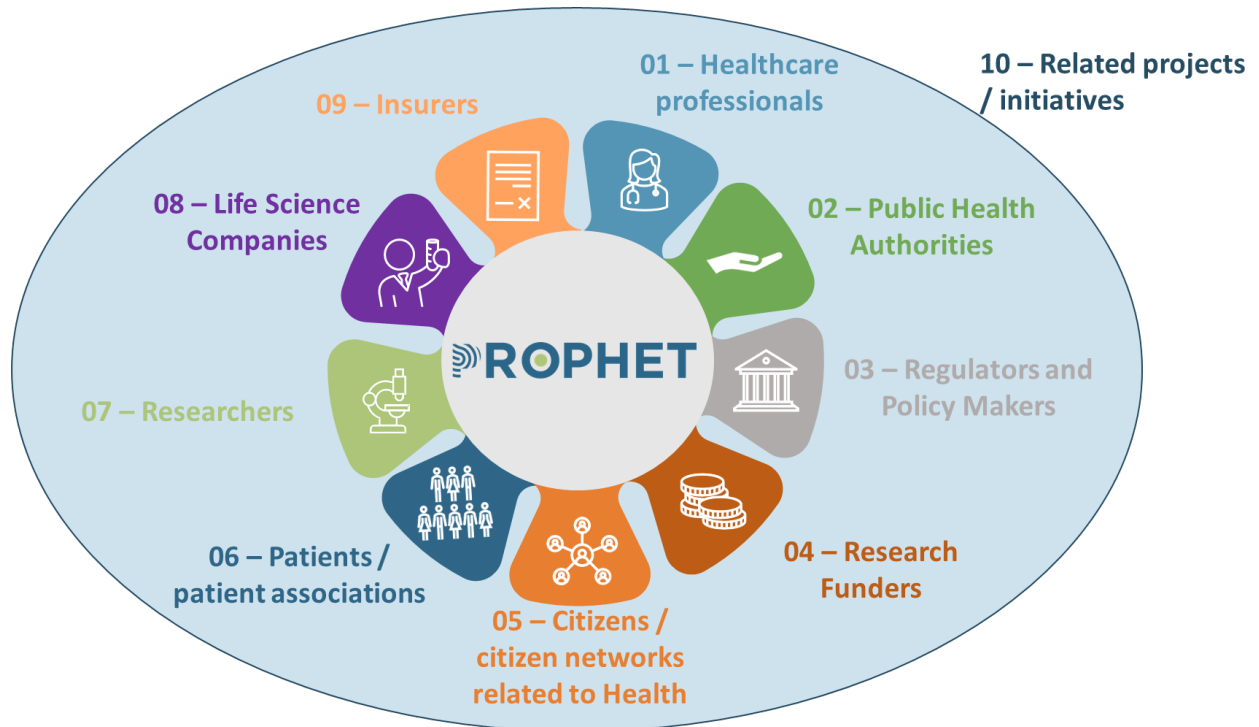 01 – Healthcare
professionals
02 – Public Health
Authorities
03 – Regulators and
Policy Makers
04 – Research
Funders
05 – Citizens /
citizen networks
related to Health
06 – Patients /
patient associations
07 – Researchers
08 – Life Science
Companies
09 – Insurers
10 – Related projects
/ initiatives
PROPHET